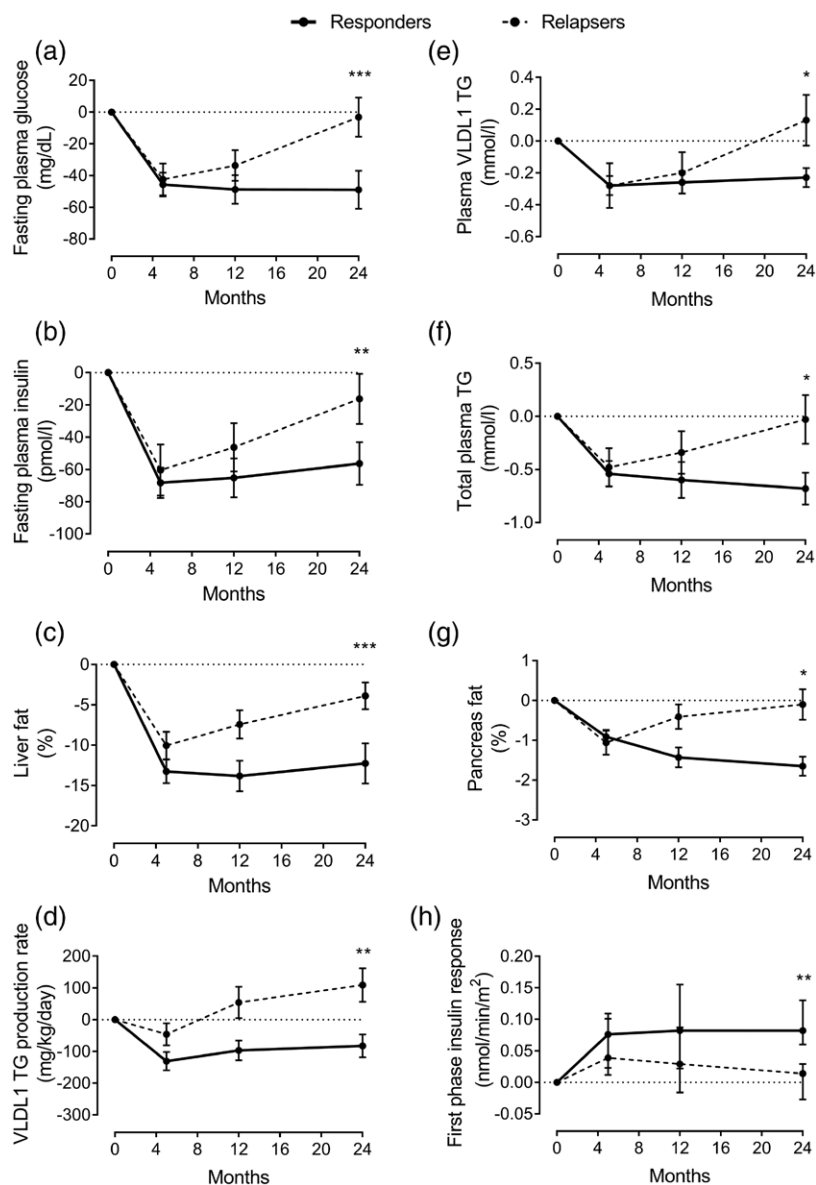 Responders Relapsers
(a)
Fasting plasma glucose
(mg/dL)
20
0
-20
-40
-60
-80
***
0 4 8 12 16 20 24
Months
(e)
Plasma VLDL1 TG
(mmol/l)
0.4
0.2
0.0
-0.2
-0.4
-0.6
*
0 4 8 12 16 20 24
Months
(b)
Fasting plasma insulin
(pmol/l)
0
-20
-40
-60
-80
-100
**
0 4 8 12 16 20 24
Months
(f)
Total plasma TG
(mmol/l)
0.5
0.0
-0.5
-1.0
*
0 4 8 12 16 20 24
Months
(c)
Liver fat
(%)
0
-5
-10
-15
-20
***
0 4 8 12 16 20 24
Months
(g)
Pancreas fat
(%)
1
0
-1
-2
-3
*
0 4 8 12 16 20 24
Months
(d)
VLDL1 TG production rate
(mg/kg/day)
200
100
0
-100
-200
-300
**
0 4 8 12 16 20 24
Months
(h)
First phase insulin response
(nmol/min/m²)
0.20
0.15
0.10
0.05
0.00
-0.05
**
0 4 8 12 16 20 24
Months